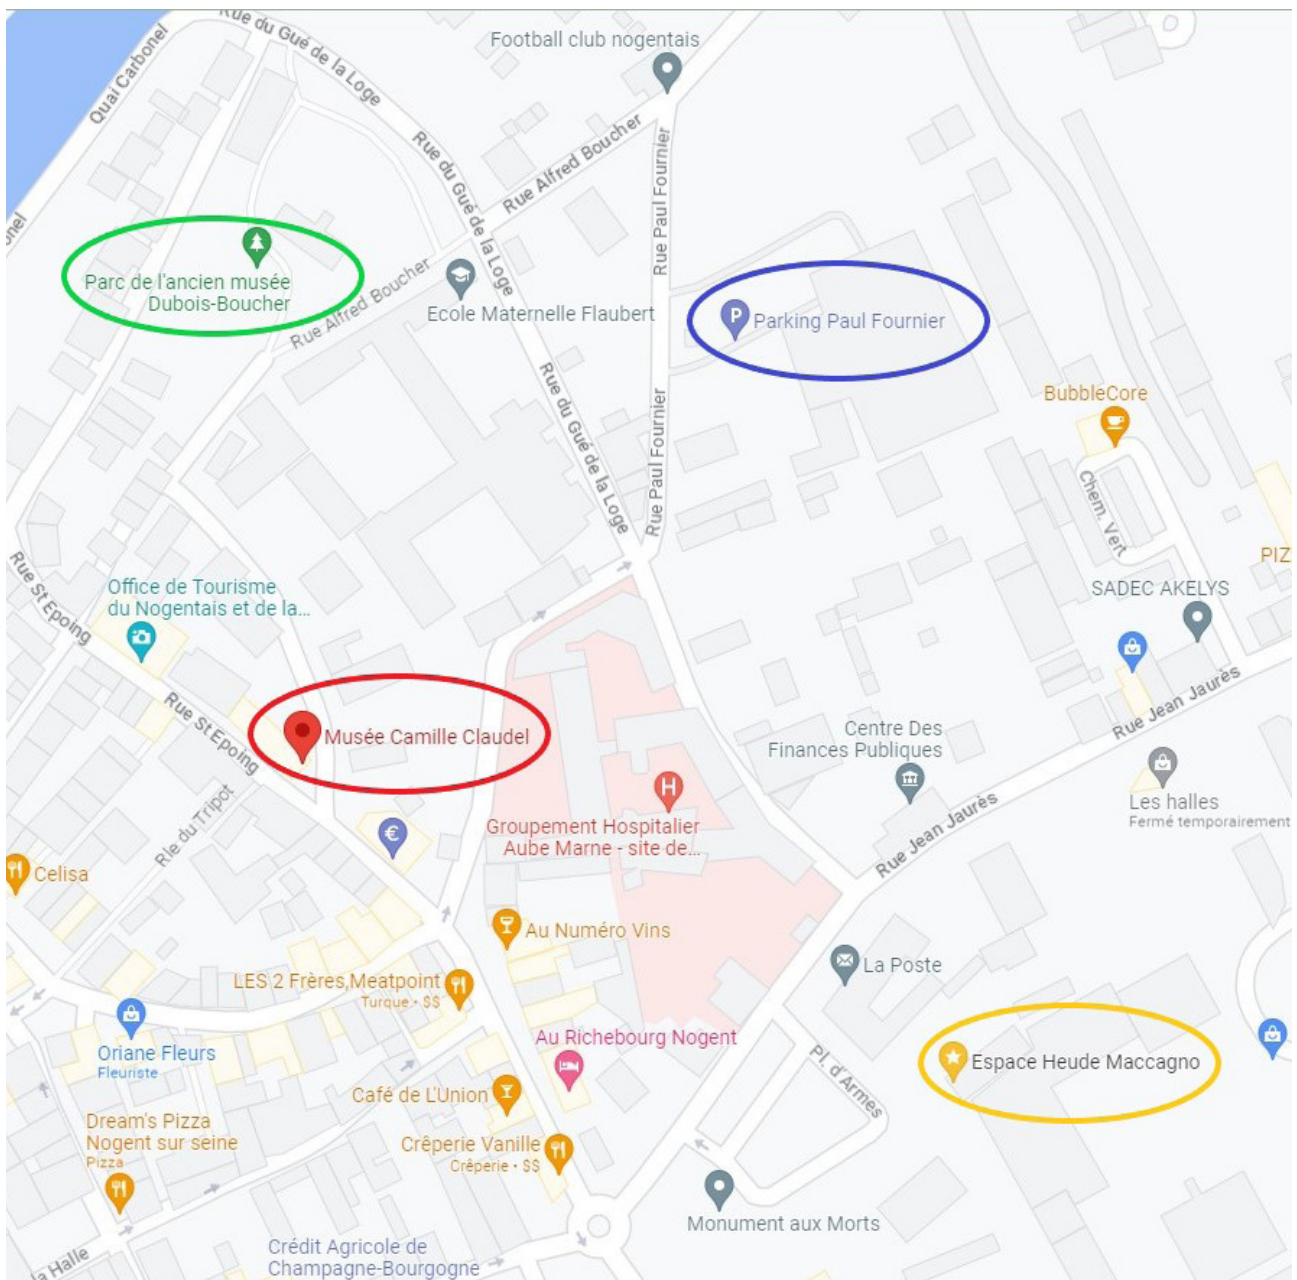 Rue du Gué de la Loge
Quai Carbonel
Football club nogentais
Rue du Gué de la Loge
Rue Alfred Boucher
Rue Paul Fournier
Parc de l'ancien musée
Dubois-Boucher
Rue Alfred Boucher
Ecole Maternelle Flaubert
P
Parking Paul Fournier
BubbleCore
Rue du Gué de la Loge
Rue Paul Fournier
Chem. Vert
PIZ
Rue St Epoing
Office de Tourisme
du Nogentais et de la...
SADEC AKELYS
Rue St Epoing
Musée Camille Claudel
Rue Jean Jaurès
Centre Des
Finances Publiques
H
Groupement Hospitalier
Aube Marne - site de...
Les halles
Fermé temporairement
Rue Jean Jaurès
Rle du Tripot
€
Celisa
Au Numéro Vins
La Poste
LES 2 Frères,Meatpoint
Turque · $$
Oriane Fleurs
Fleuriste
Au Richebourg Nogent
Pl. d'Armes
Espace Heude Maccagno
Café de L'Union
Dream's Pizza
Nogent sur seine
Pizza
Crêperie Vanille
Crêperie · $$
Monument aux Morts
la Halle
Crédit Agricole de
Champagne-Bourgogne